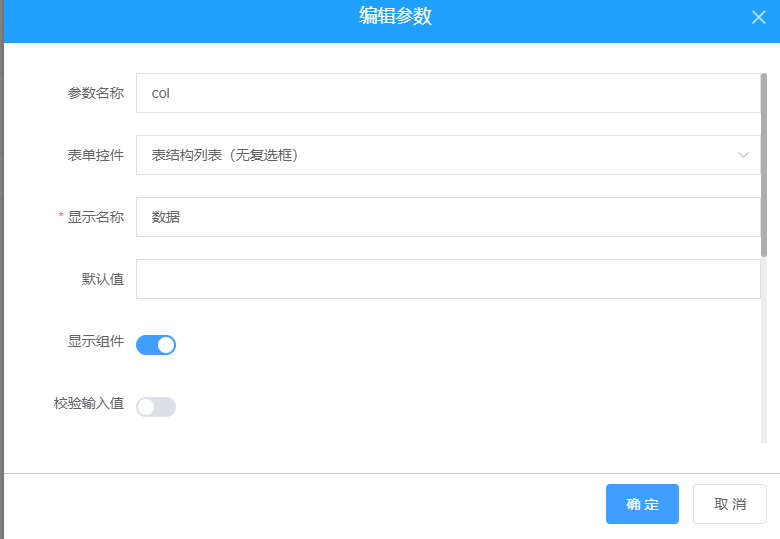 编辑参数
参数名称 col
表单控件 表结构列表（无复选框）
* 显示名称 数据
默认值
显示组件
校验输入值
确 定 取 消